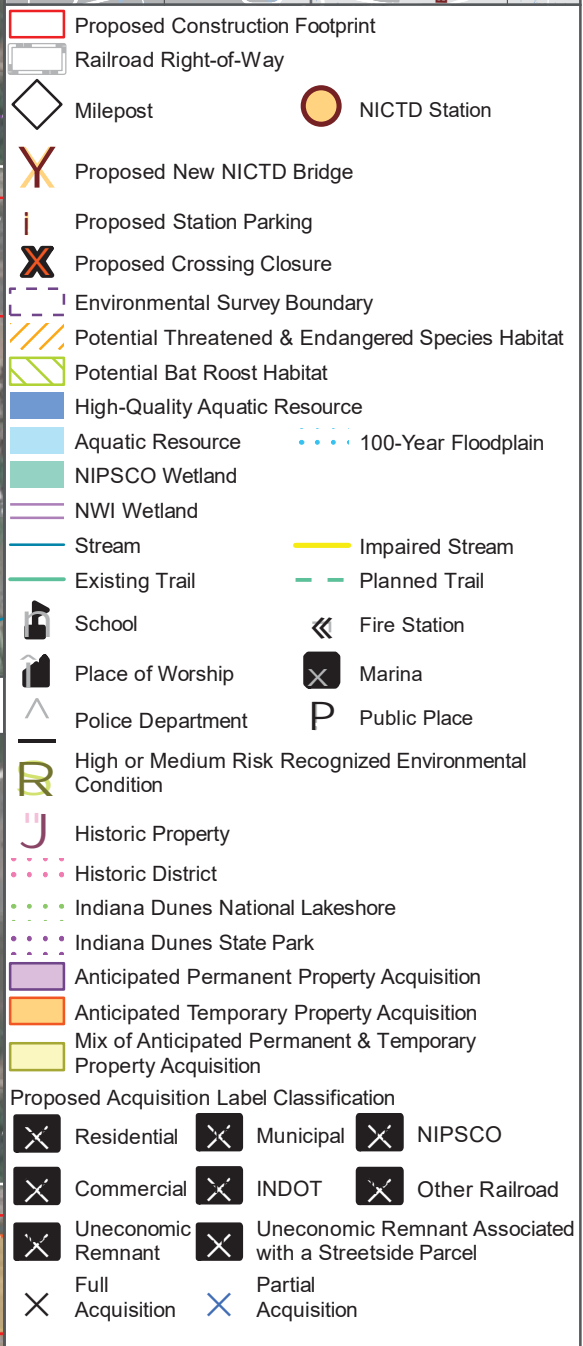 Proposed Construction Footprint
Railroad Right-of-Way
Milepost
NICTD Station
Proposed New NICTD Bridge
Proposed Station Parking
Proposed Crossing Closure
Environmental Survey Boundary
Potential Threatened & Endangered Species Habitat
Potential Bat Roost Habitat
High-Quality Aquatic Resource
Aquatic Resource
100-Year Floodplain
NIPSCO Wetland
NWI Wetland
Stream
Impaired Stream
Existing Trail
Planned Trail
School
Fire Station
Place of Worship
Marina
Police Department
P Public Place
High or Medium Risk Recognized Environmental
Condition
Historic Property
Historic District
Indiana Dunes National Lakeshore
Indiana Dunes State Park
Anticipated Permanent Property Acquisition
Anticipated Temporary Property Acquisition
Mix of Anticipated Permanent & Temporary
Property Acquisition
Proposed Acquisition Label Classification
Residential
Municipal
NIPSCO
Commercial
INDOT
Other Railroad
Uneconomic
Remnant
Uneconomic Remnant Associated
with a Streetside Parcel
Full
Acquisition
Partial
Acquisition